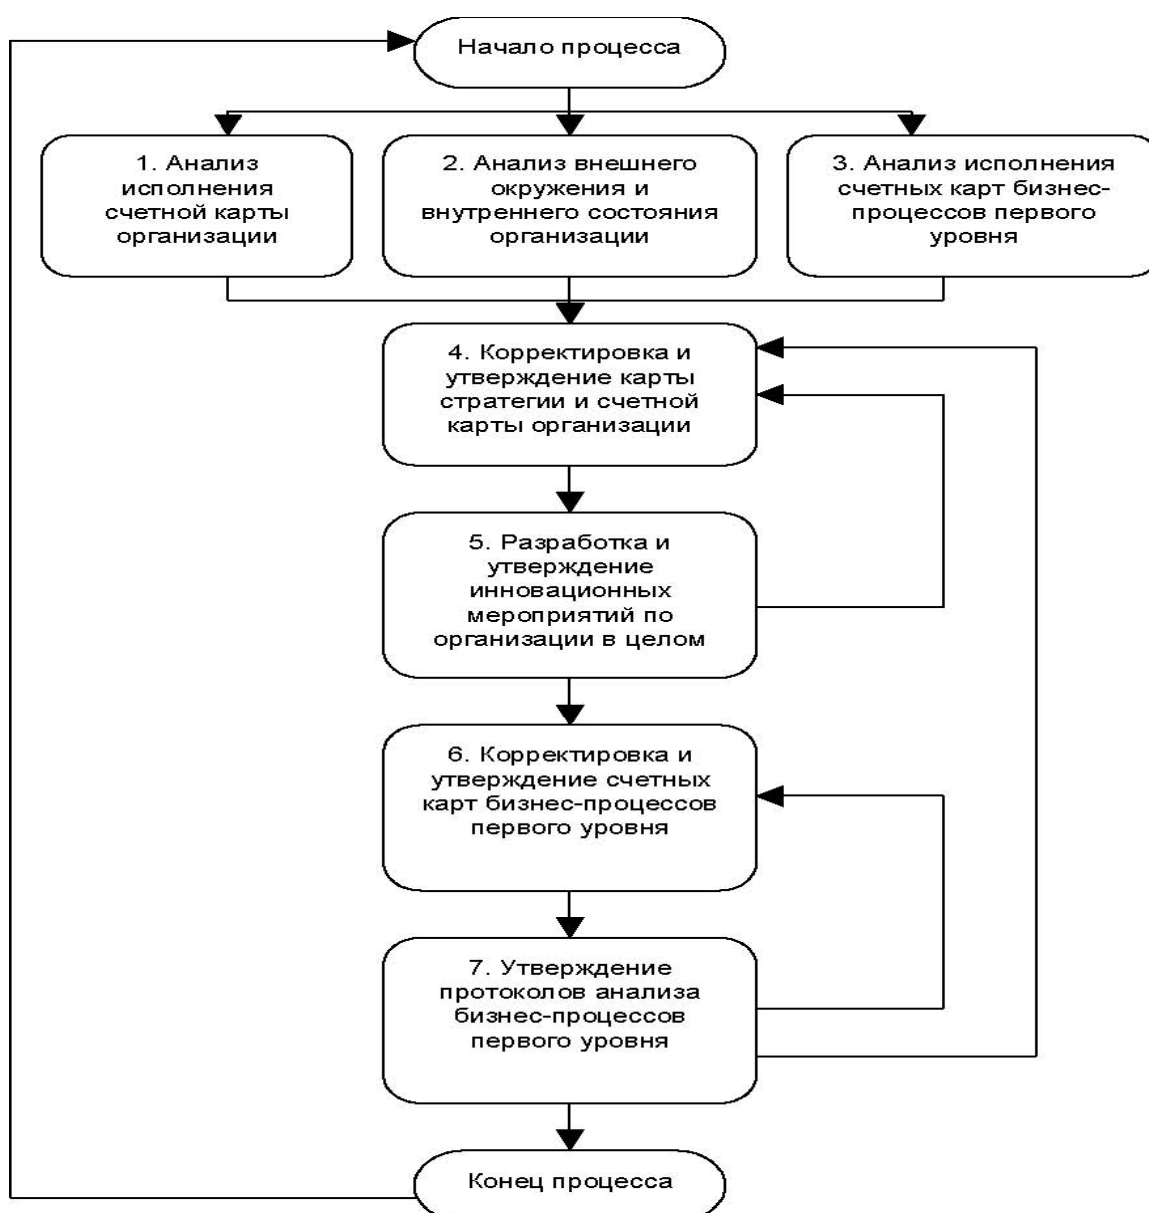 Начало процесса
1. Анализ
исполнения
счетной карты
организации
2. Анализ внешнего
окружения и
внутреннего состояния
организации
3. Анализ исполнения
счетных карт бизнес-
процессов первого
уровня
4. Корректировка и
утверждение карты
стратегии и счетной
карты организации
5. Разработка и
утверждение
инновационных
мероприятий по
организации в целом
6. Корректировка и
утверждение счетных
карт бизнес-процессов
первого уровня
7. Утверждение
протоколов анализа
бизнес-процессов
первого уровня
Конец процесса